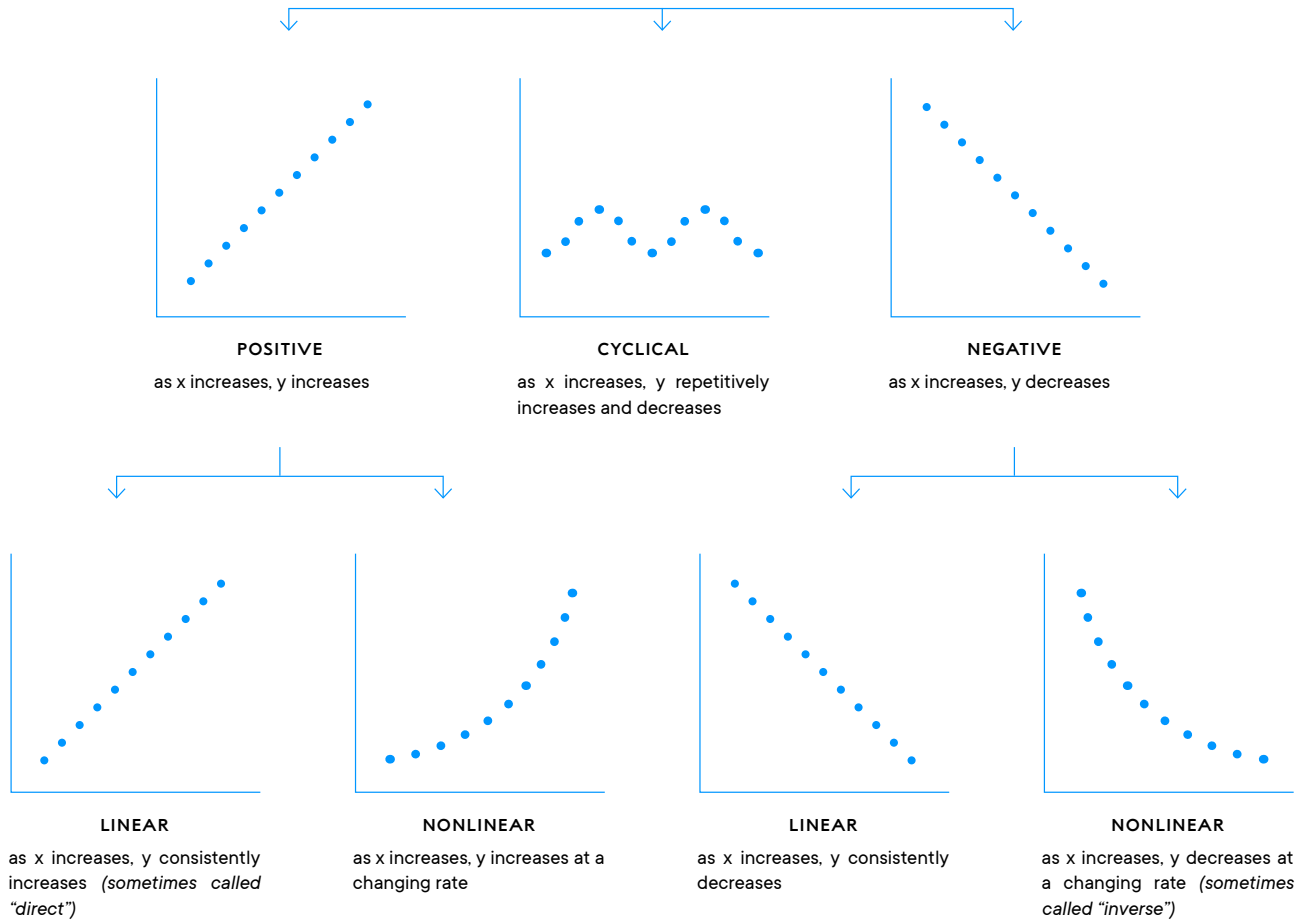 POSITIVE
as x increases, y increases
CYCLICAL
as x increases, y repetitively
increases and decreases
NEGATIVE
as x increases, y decreases
LINEAR
as x increases, y consistently
increases (sometimes called
“direct”)
NONLINEAR
as x increases, y increases at a
changing rate
LINEAR
as x increases, y consistently
decreases
NONLINEAR
as x increases, y decreases at
a changing rate (sometimes
called “inverse”)